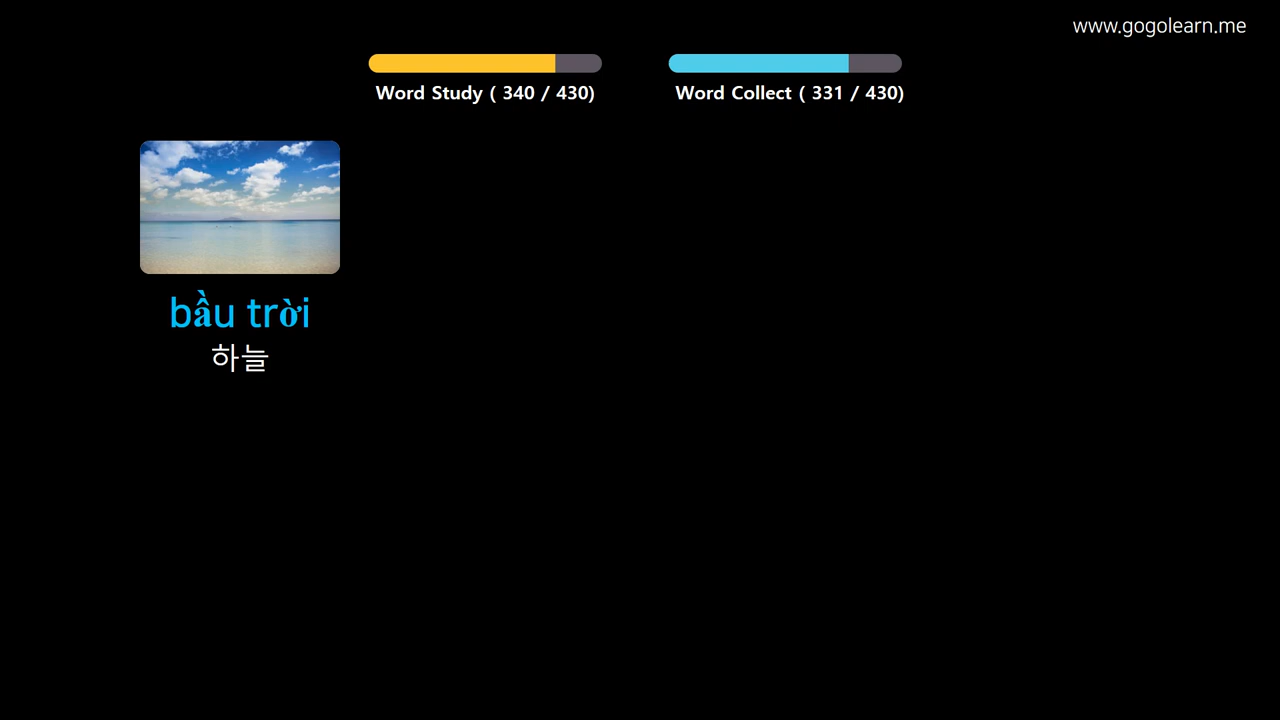 www.gogolearn.me
Word Study ( 340 / 430)
Word Collect ( 331 / 430)
bầu trời
하늘